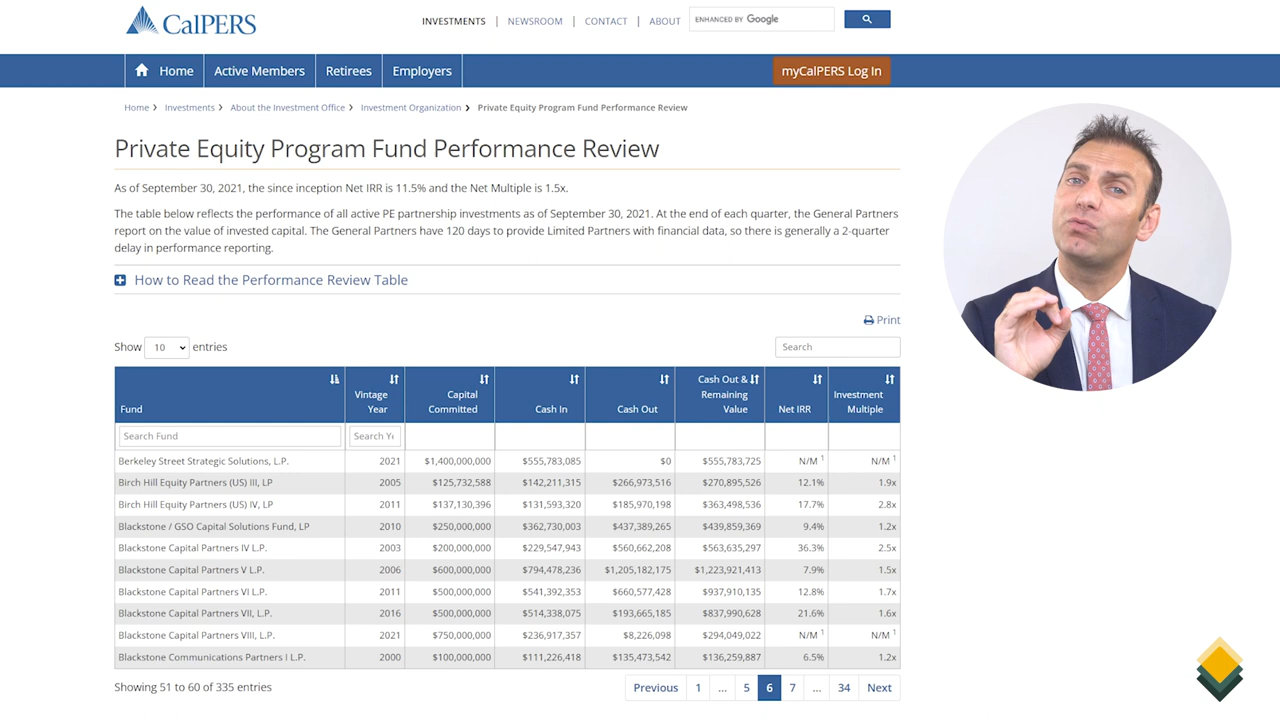 CalPERS
INVESTMENTS | NEWSROOM | CONTACT | ABOUT
ENHANCED BY Google
Home
Active Members
Retirees
Employers
myCalPERS Log In
Home > Investments > About the Investment Office > Investment Organization > Private Equity Program Fund Performance Review
Private Equity Program Fund Performance Review
As of September 30, 2021, the since inception Net IRR is 11.5% and the Net Multiple is 1.5x.
The table below reflects the performance of all active PE partnership investments as of September 30, 2021. At the end of each quarter, the General Partners
report on the value of invested capital. The General Partners have 120 days to provide Limited Partners with financial data, so there is generally a 2-quarter
delay in performance reporting.
How to Read the Performance Review Table
Print
Show 10 entries
Search
Fund
Vintage
Year
Capital
Committed
Cash In
Cash Out
Cash Out &
Remaining
Value
Net IRR
Investment
Multiple
Search Fund
Search Ye
Berkeley Street Strategic Solutions, L.P. 2021 $1,400,000,000 $555,783,085 $0 $555,783,725 N/M 1 N/M 1
Birch Hill Equity Partners (US) III, LP 2005 $125,732,588 $142,211,315 $266,973,516 $270,895,526 12.1% 1.9x
Birch Hill Equity Partners (US) IV, LP 2011 $137,130,396 $131,593,320 $185,970,198 $363,498,536 17.7% 2.8x
Blackstone / GSO Capital Solutions Fund, LP 2010 $250,000,000 $362,730,003 $437,389,265 $439,859,369 9.4% 1.2x
Blackstone Capital Partners IV L.P. 2003 $200,000,000 $229,547,943 $560,662,208 $563,635,297 36.3% 2.5x
Blackstone Capital Partners V L.P. 2006 $600,000,000 $794,478,236 $1,205,182,175 $1,223,921,413 7.9% 1.5x
Blackstone Capital Partners VI L.P. 2011 $500,000,000 $541,392,353 $660,577,428 $937,910,135 12.8% 1.7x
Blackstone Capital Partners VII, L.P. 2016 $500,000,000 $514,338,075 $193,665,185 $837,990,628 21.6% 1.6x
Blackstone Capital Partners VIII, L.P. 2021 $750,000,000 $236,917,357 $8,226,098 $294,049,022 N/M 1 N/M 1
Blackstone Communications Partners I L.P. 2000 $100,000,000 $111,226,418 $135,473,542 $136,259,887 6.5% 1.2x
Showing 51 to 60 of 335 entries
Previous 1 ... 5 6 7 ... 34 Next